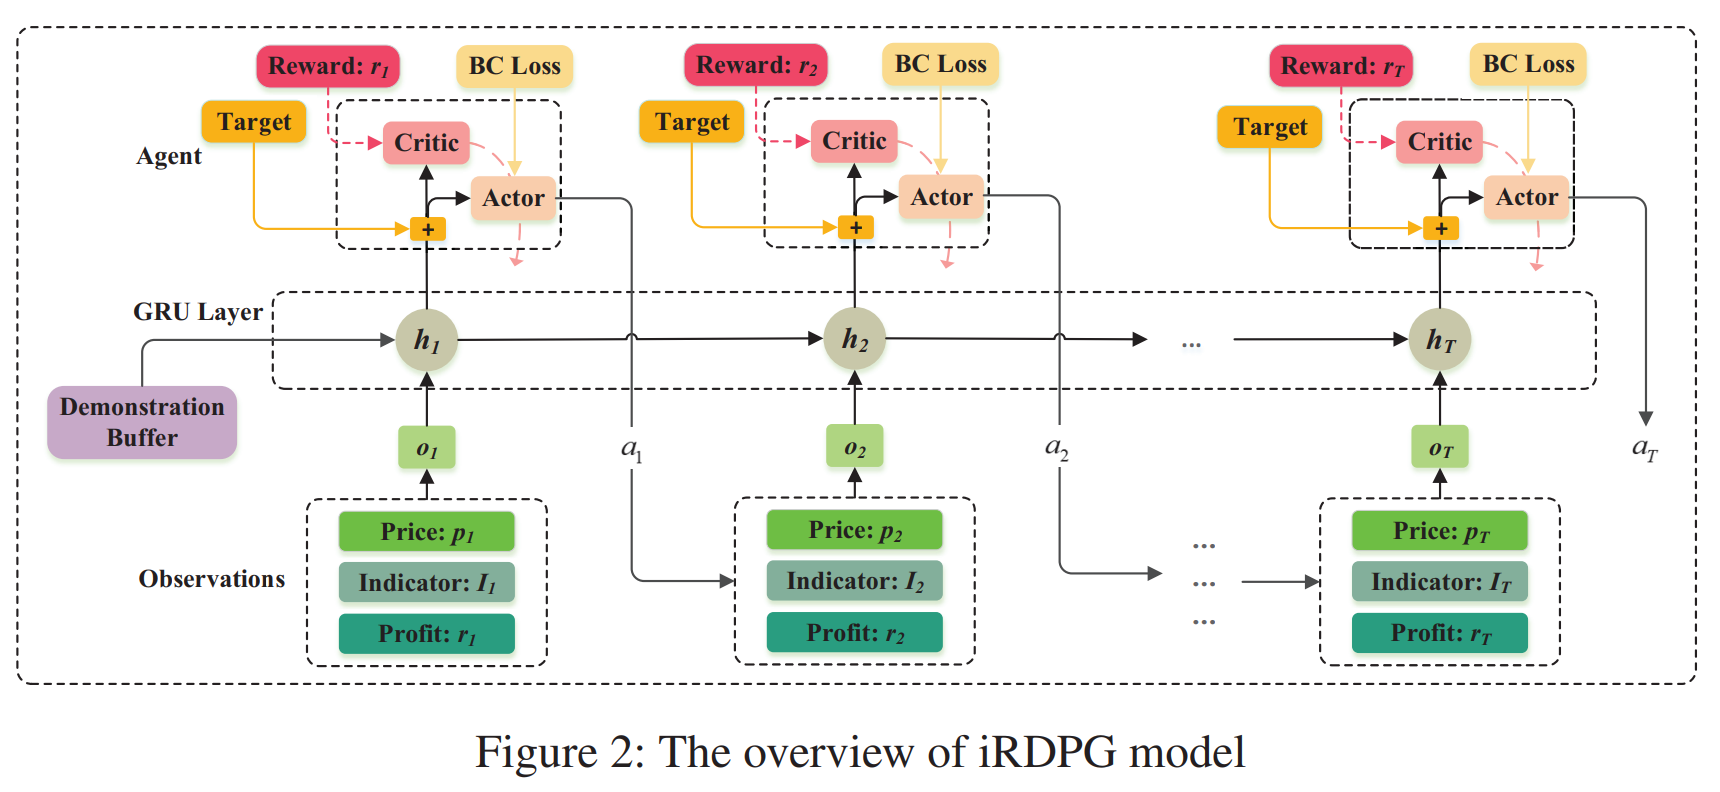 Reward: r1
BC Loss
Reward: r2
BC Loss
Reward: rT
BC Loss
Target
Target
Target
Agent
Critic
Critic
Critic
Actor
Actor
Actor
+
+
+
GRU Layer
h1
h2
...
hT
Demonstration
Buffer
o1
a1
o2
a2
oT
aT
Observations
Price: p1
Indicator: I1
Profit: r1
Price: p2
Indicator: I2
Profit: r2
...
...
...
Price: pT
Indicator: IT
Profit: rT
Figure 2: The overview of iRDPG model